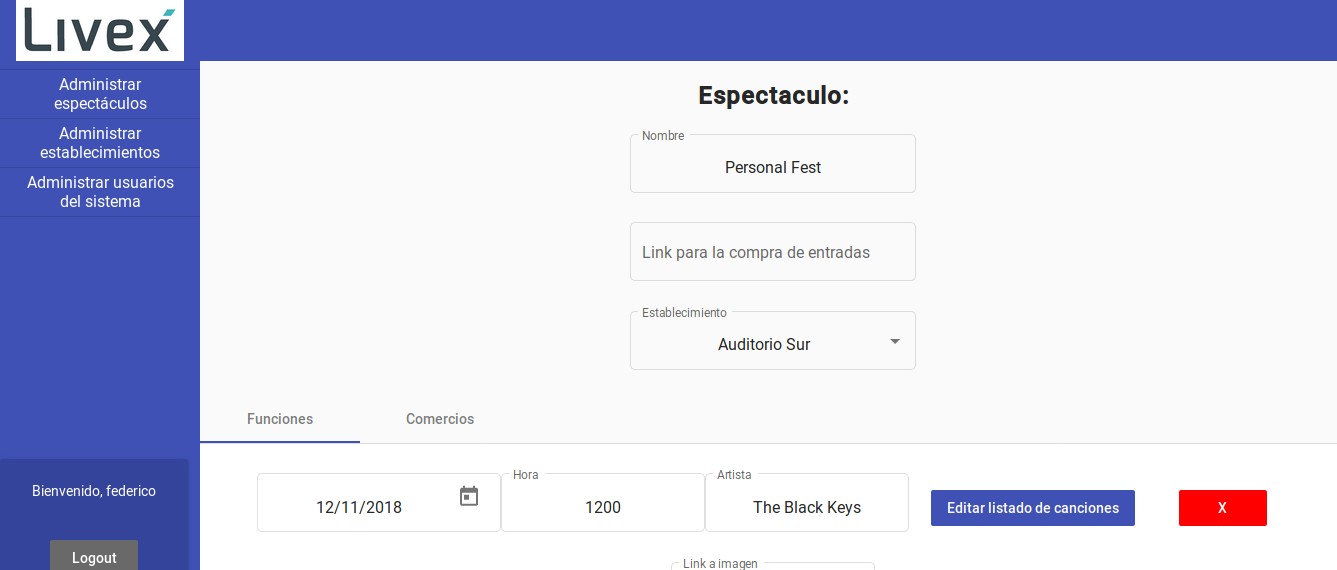 Livex
Administrar
espectáculos
Administrar
establecimientos
Administrar usuarios
del sistema
Bienvenido, federico
Logout
Espectaculo:
Nombre
Personal Fest
Link para la compra de entradas
Establecimiento
Auditorio Sur
Funciones
Comercios
12/11/2018
Hora
1200
Artista
The Black Keys
Editar listado de canciones
X
Link a imagen